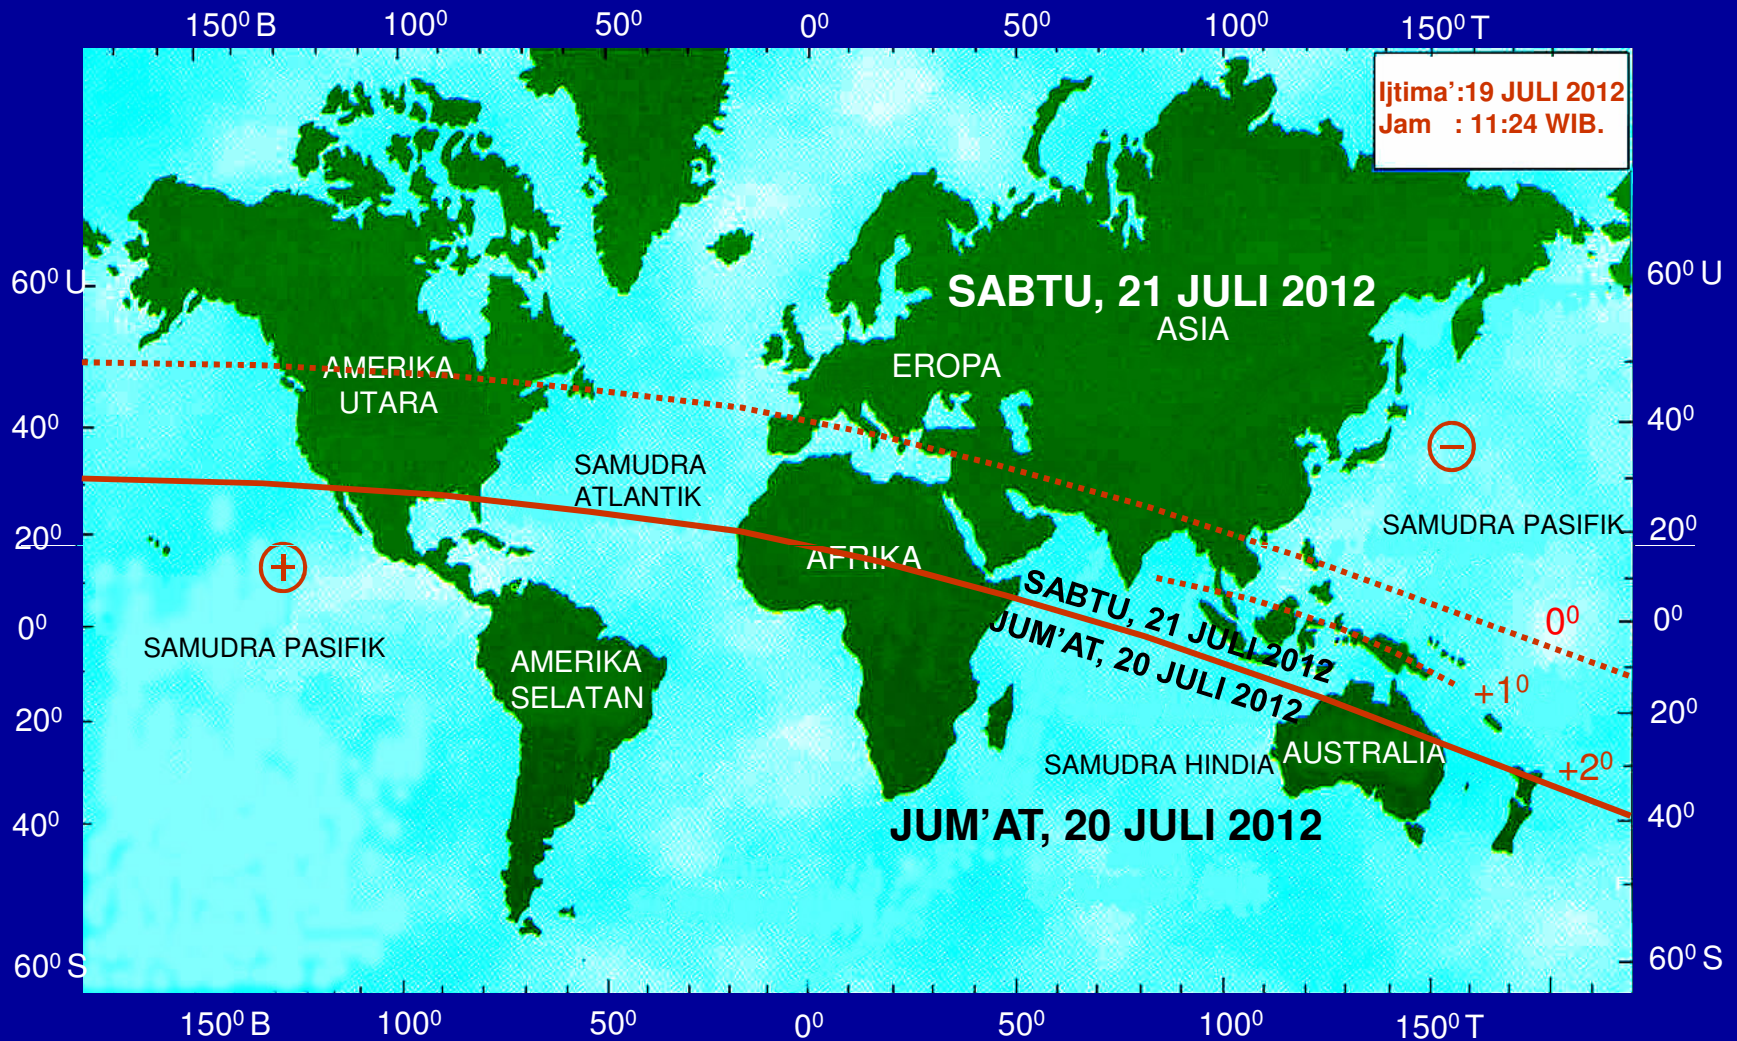 150⁰ B 100⁰ 50⁰ 0⁰ 50⁰ 100⁰ 150⁰ T
Ijtima':19 JULI 2012
Jam : 11:24 WIB.
60⁰ U
60⁰ U
SABTU, 21 JULI 2012
ASIA
EROPA
AMERIKA
UTARA
40⁰
40⁰
SAMUDRA
ATLANTIK
SAMUDRA PASIFIK
20⁰
20⁰
−
+
AFRIKA
SABTU, 21 JULI 2012
JUM'AT, 20 JULI 2012
0⁰
0⁰
0⁰
SAMUDRA PASIFIK
AMERIKA
SELATAN
+1⁰
20⁰
20⁰
SAMUDRA HINDIA
AUSTRALIA
+2⁰
JUM'AT, 20 JULI 2012
40⁰
40⁰
60⁰ S
60⁰ S
150⁰ B 100⁰ 50⁰ 0⁰ 50⁰ 100⁰ 150⁰ T